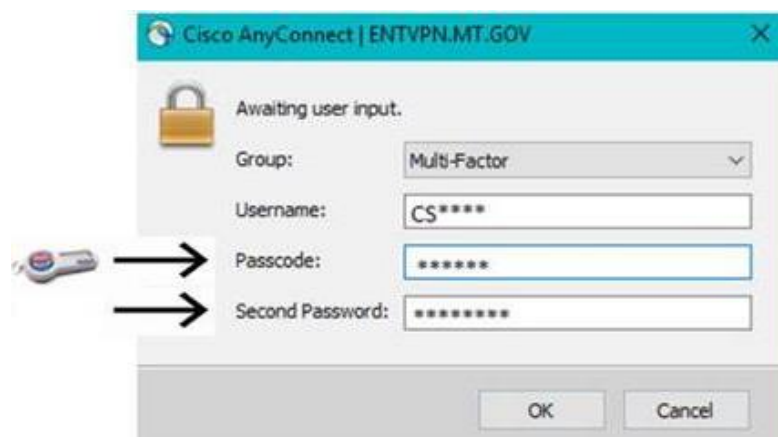 Cisco AnyConnect | ENTVPN.MT.GOV
Awaiting user input.
Group: Multi-Factor
Username: CS****
Passcode: ******
Second Password: ********
OK Cancel